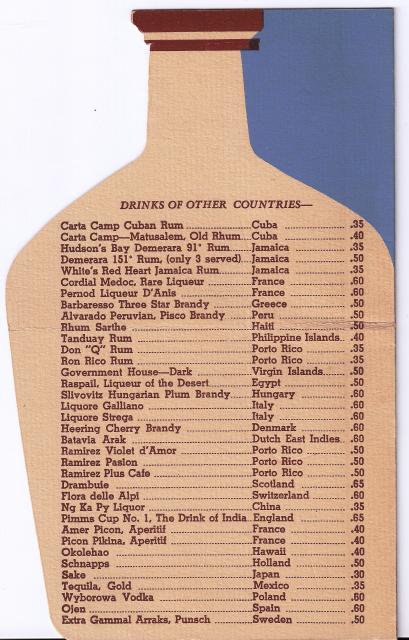 DRINKS OF OTHER COUNTRIES—
Carta Camp Cuban Rum ........ Cuba ........ .35
Carta Camp—Matusalem, Old Rhum ........ Cuba ........ .40
Hudson's Bay Demerara 91° Rum ........ Jamaica ........ .35
Demerara 151° Rum, (only 3 served) ........ Jamaica ........ .50
White's Red Heart Jamaica Rum ........ Jamaica ........ .35
Cordial Medoc, Rare Liqueur ........ France ........ .60
Pernod Liqueur D'Anis ........ France ........ .60
Barbaresso Three Star Brandy ........ Greece ........ .50
Alvarado Peruvian, Pisco Brandy ........ Peru ........ .50
Rhum Sarthe ........ Haiti ........ .50
Tanduay Rum ........ Philippine Islands ........ .40
Don "Q" Rum ........ Porto Rico ........ .35
Ron Rico Rum ........ Porto Rico ........ .35
Government House—Dark ........ Virgin Islands ........ .50
Raspail, Liqueur of the Desert ........ Egypt ........ .50
Slivovitz Hungarian Plum Brandy ........ Hungary ........ .60
Liquore Galliano ........ Italy ........ .60
Liquore Strega ........ Italy ........ .60
Heering Cherry Brandy ........ Denmark ........ .60
Batavia Arak ........ Dutch East Indies ........ .60
Ramirez Violet d'Amor ........ Porto Rico ........ .50
Ramirez Pasion ........ Porto Rico ........ .50
Ramirez Plus Cafe ........ Porto Rico ........ .50
Drambuie ........ Scotland ........ .65
Flora delle Alpi ........ Switzerland ........ .60
Ng Ka Py Liquor ........ China ........ .35
Pimms Cup No. 1, The Drink of India ........ England ........ .65
Amer Picon, Aperitif ........ France ........ .40
Picon Pikina, Aperitif ........ France ........ .40
Okolehao ........ Hawaii ........ .40
Schnapps ........ Holland ........ .50
Sake ........ Japan ........ .30
Tequila, Gold ........ Mexico ........ .35
Wyborowa Vodka ........ Poland ........ .60
Ojen ........ Spain ........ .60
Extra Gammal Arraks, Punsch ........ Sweden ........ .50